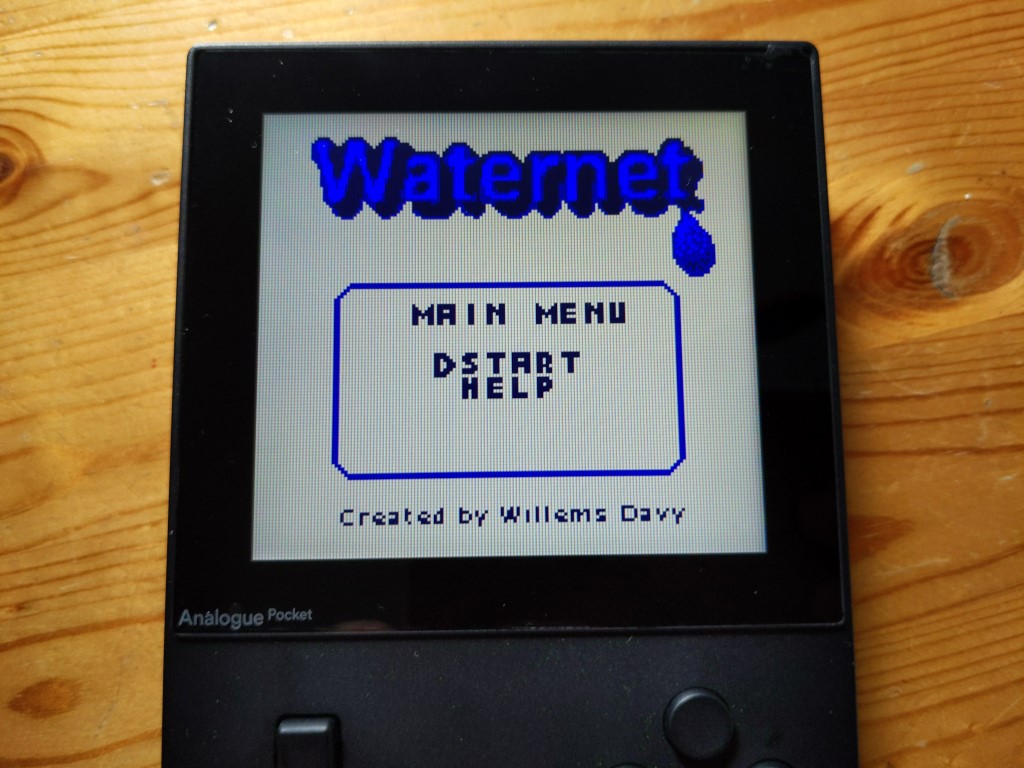 Waternet
MAIN MENU
DSTART
HELP
Created by Willems Davy
Analogue Pocket